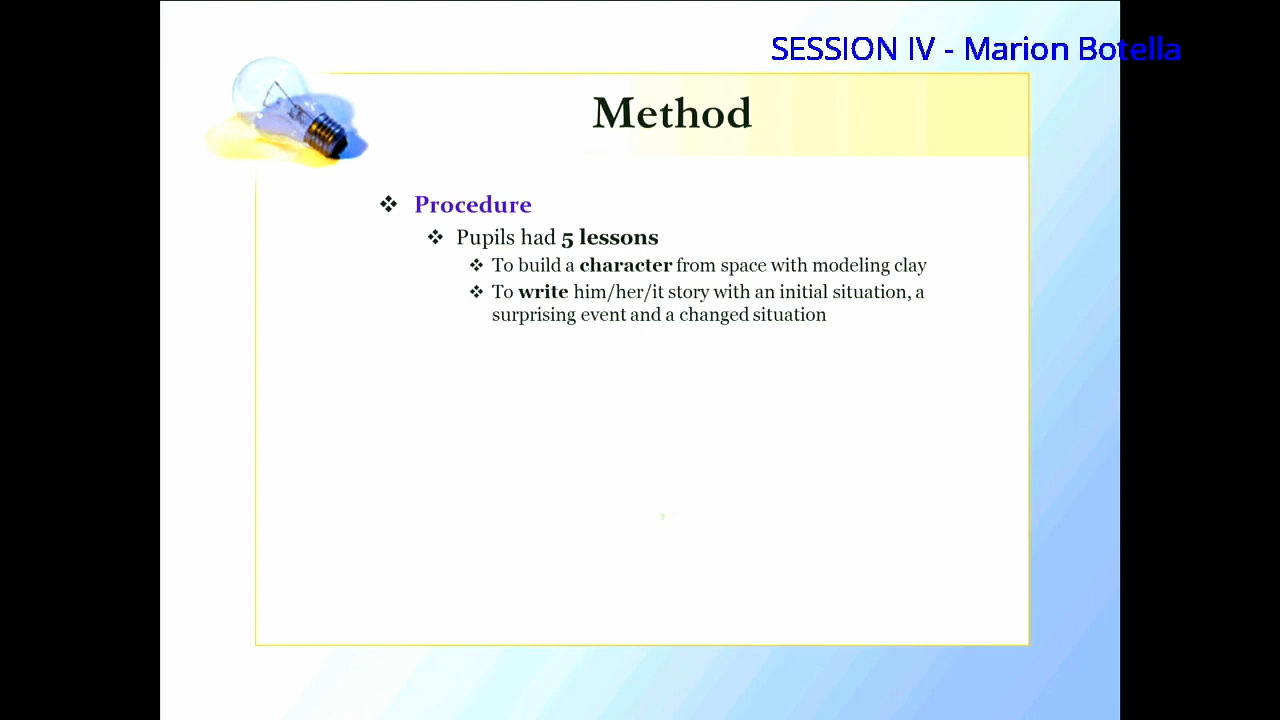 SESSION IV - Marion Botella
Method
❖ Procedure
❖ Pupils had 5 lessons
❖ To build a character from space with modeling clay
❖ To write him/her/it story with an initial situation, a
surprising event and a changed situation